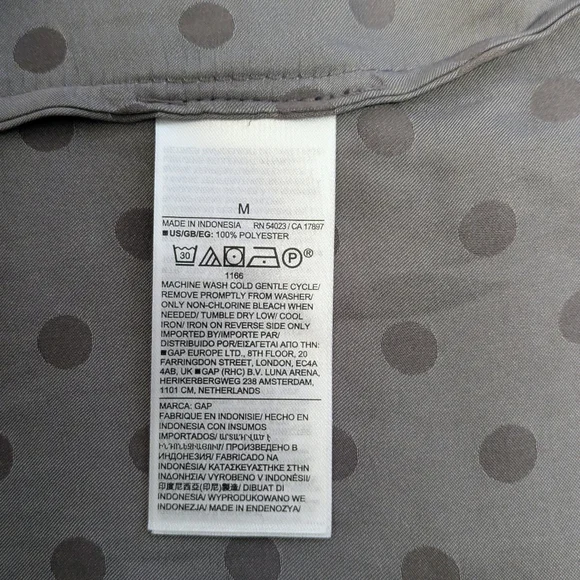 M
MADE IN INDONESIA RN 54023 / CA 17897
■US/GB/EG: 100% POLYESTER
30 P®
1166
MACHINE WASH COLD GENTLE CYCLE/
REMOVE PROMPTLY FROM WASHER/
ONLY NON-CHLORINE BLEACH WHEN
NEEDED/ TUMBLE DRY LOW/ COOL
IRON/ IRON ON REVERSE SIDE ONLY
IMPORTED BY/IMPORTE PAR/
DISTRIBUIDO POR/ΕΙΣΑΓΕΤΑΙ ΑΠΟ ΤΗΝ:
■GAP EUROPE LTD., 8TH FLOOR, 20
FARRINGDON STREET, LONDON, EC4A
4AB, UK ■GAP (RHC) B.V. LUNA ARENA,
HERIKERBERGWEG 238 AMSTERDAM,
1101 CM, NETHERLANDS
MARCA: GAP
FABRIQUE EN INDONISIE/ HECHO EN
INDONESIA CON INSUMOS
IMPORTADOS/ ԱՐՏԱԴՐՎԱԾ Է
ԻՆԴՈՆԵԶԻԱՅՈՒՄ/ ПРОИЗВЕДЕНО В
ИНДОНЕЗИИ/ FABRICADO NA
INDONÉSIA/ ΚΑΤΑΣΚΕΥΑΣΤΗΚΕ ΣΤΗΝ
ΙΝΔΟΝΗΣΙΑ/ VYROBENO V INDONÉSII/
印度尼西亞(印尼)製造/ DIBUAT DI
INDONESIA/ WYPRODUKOWANO WE
INDONEZJI/ MADE IN ENDONEZYA/